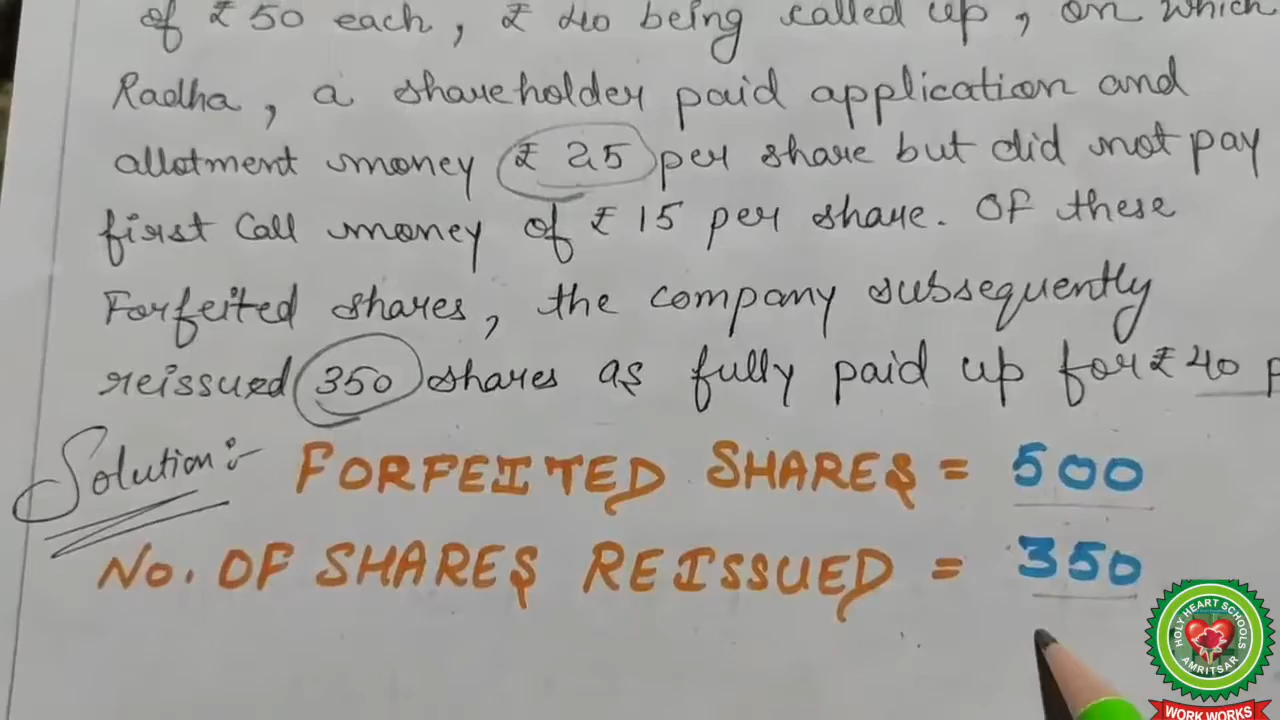 of ₹ 50 each, ₹ 40 being called up, on which
Radha, a shareholder paid application and
allotment money ₹ 25 per share but did not pay
first Call money of ₹ 15 per share. Of these
Forfeited shares, the company subsequently
reissued 350 shares as fully paid up for ₹ 40 p
Solution:-
FORFEITED SHARES = 500
No. OF SHARES REISSUED = 350
HOLY HEART SCHOOLS
AMRITSAR
WORK WORKS